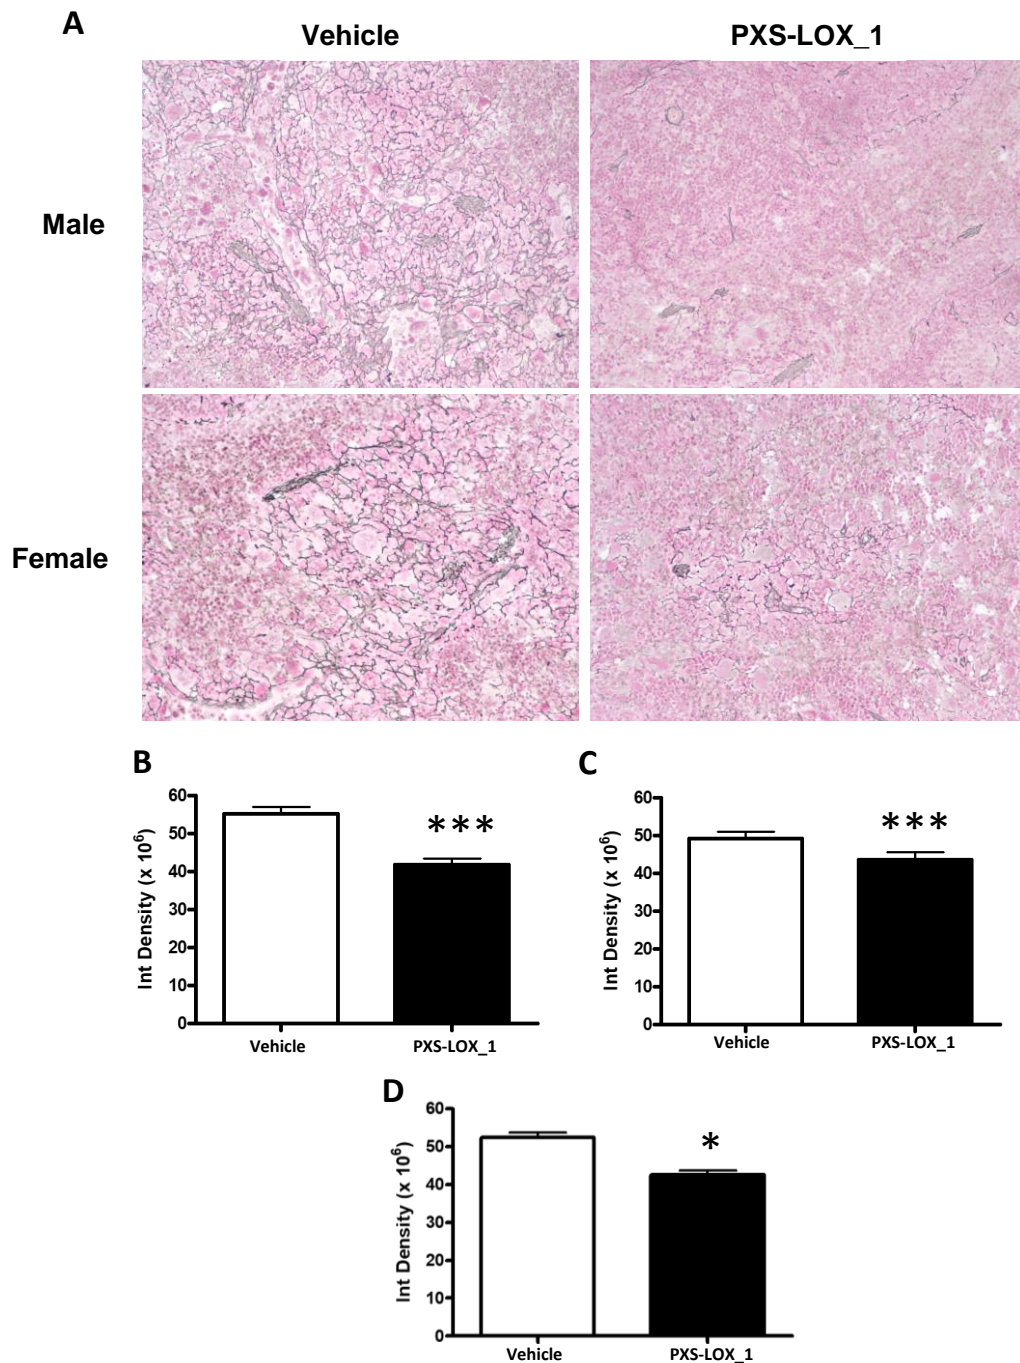 A
Vehicle PXS-LOX_1
Male
Female
B
60
50
40
30
20
10
0
Int Density (x 10⁶)
***
Vehicle PXS-LOX_1
C
60
50
40
30
20
10
0
Int Density (x 10⁶)
***
Vehicle PXS-LOX_1
D
60
50
40
30
20
10
0
Int Density (x 10⁶)
*
Vehicle PXS-LOX_1